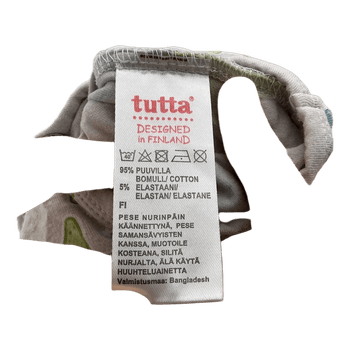 tutta
DESIGNED
in FINLAND
95% PUUVILLA
BOMULL/ COTTON
5% ELASTAANI/
ELASTAN/ ELASTANE
FI
PESE NURINPÄIN
KÄÄNNETTYNÄ, PESE
SAMANSÄVYISTEN
KANSSA, MUOTOILE
KOSTEANA, SILITÄ
NURJALTA, ÄLÄ KÄYTÄ
HUUHTELUAINETTA
Valmistusmaa: Bangladesh